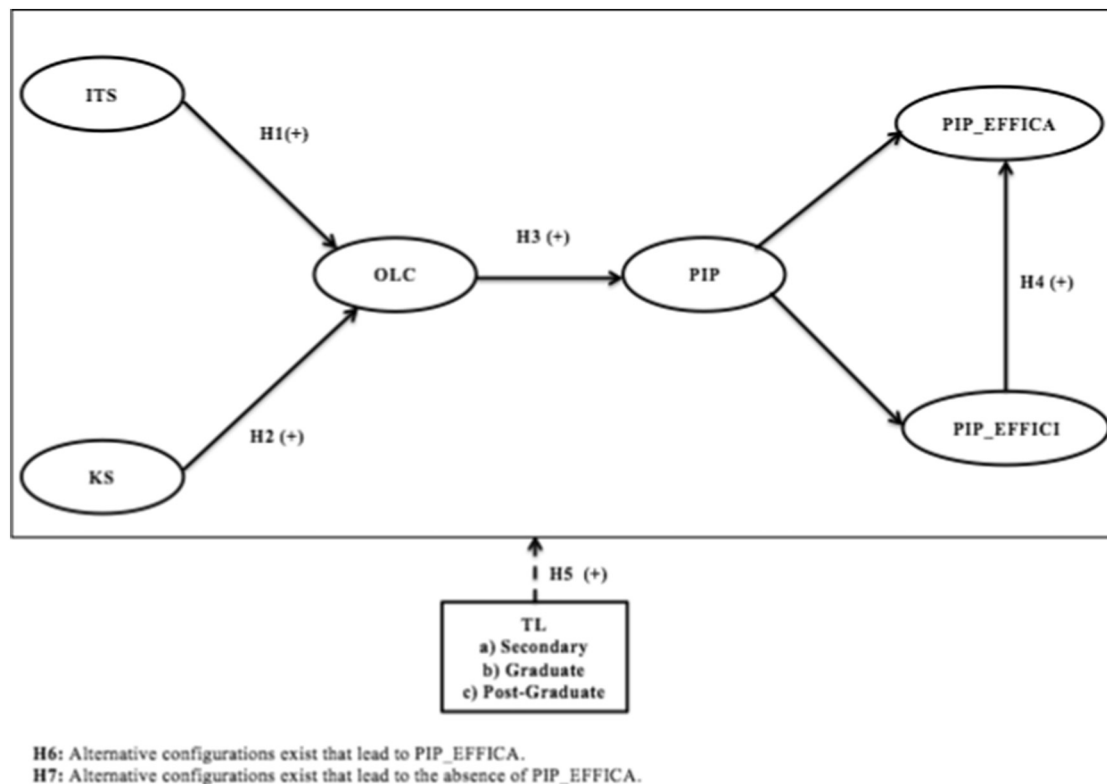 ITS
PIP_EFFICA
H1(+)
H3 (+)
OLC
PIP
H4 (+)
H2 (+)
PIP_EFFICI
KS
H5 (+)
TL
a) Secondary
b) Graduate
c) Post-Graduate
H6: Alternative configurations exist that lead to PIP_EFFICA.
H7: Alternative configurations exist that lead to the absence of PIP_EFFICA.